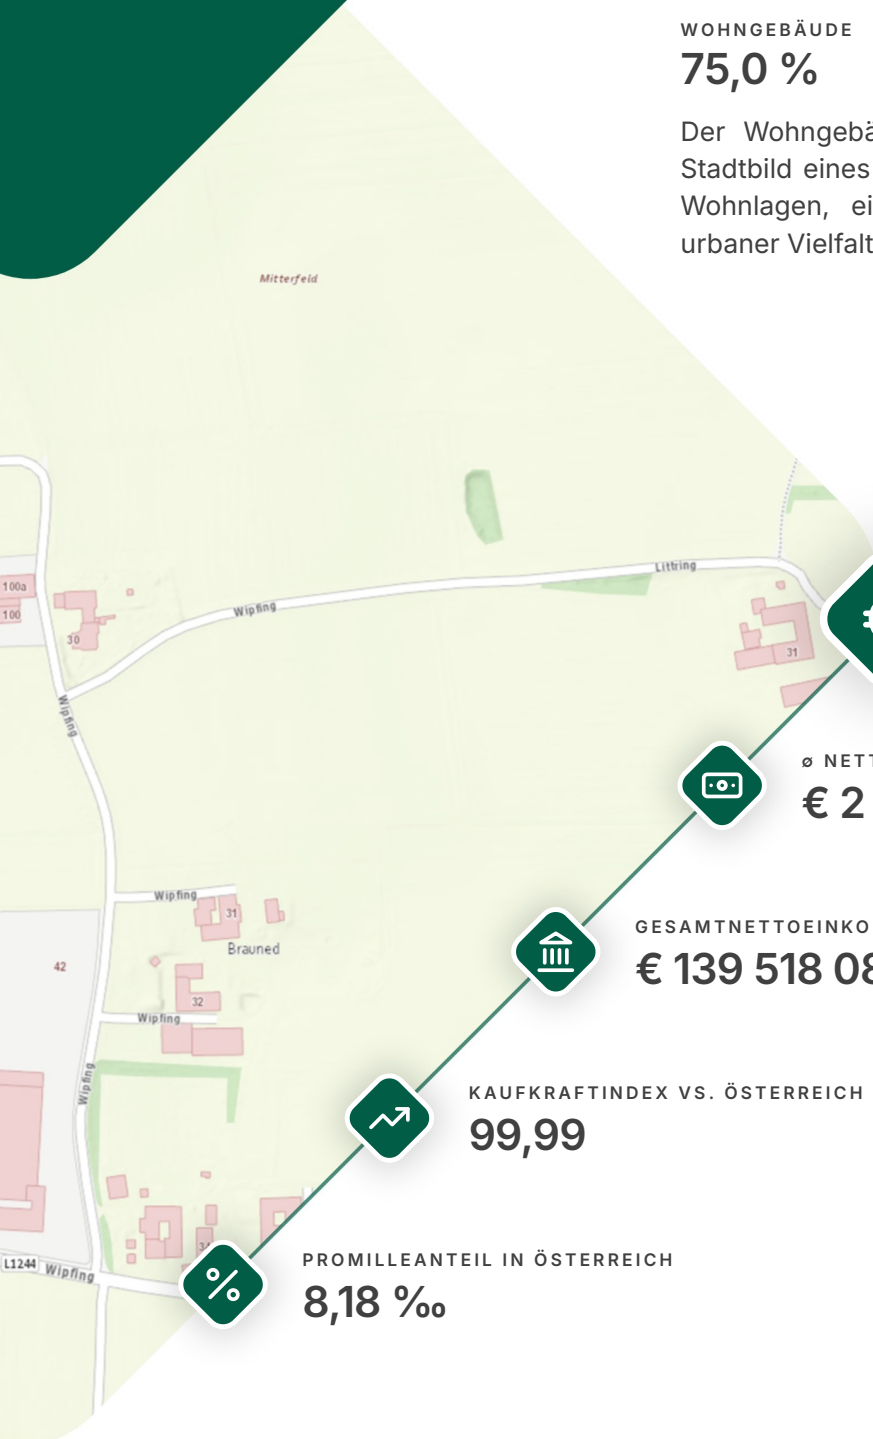 WOHNGEBÄUDE
75,0 %
Der Wohngebä
Stadtbild eines
Wohnlagen, ei
urbaner Vielfalt
Mitterfeld
Littring
Wipfing
100a
100
30
31
Wipfing
ø NETT
€ 2
Wipfing
31
Brauned
GESAMTNETTOEINKO
€ 139 518 08
42
32
Wipfing
Wipfing
KAUFKRAFTINDEX VS. ÖSTERREICH
99,99
L1244
Wipfing
PROMILLEANTEIL IN ÖSTERREICH
8,18 ‰